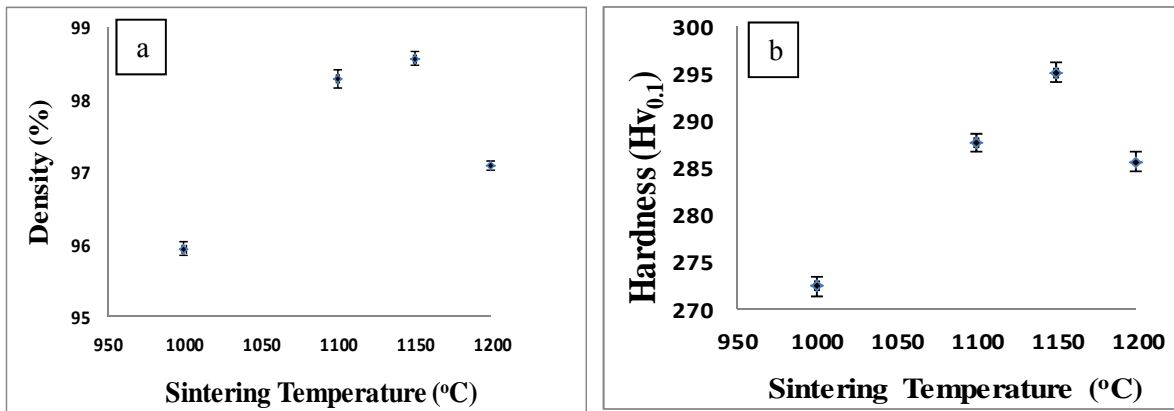 a
99
98
97
96
95
Density (%)
950 1000 1050 1100 1150 1200
Sintering Temperature (°C)
b
300
295
290
285
280
275
270
Hardness (Hv0.1)
950 1000 1050 1100 1150 1200
Sintering Temperature (°C)